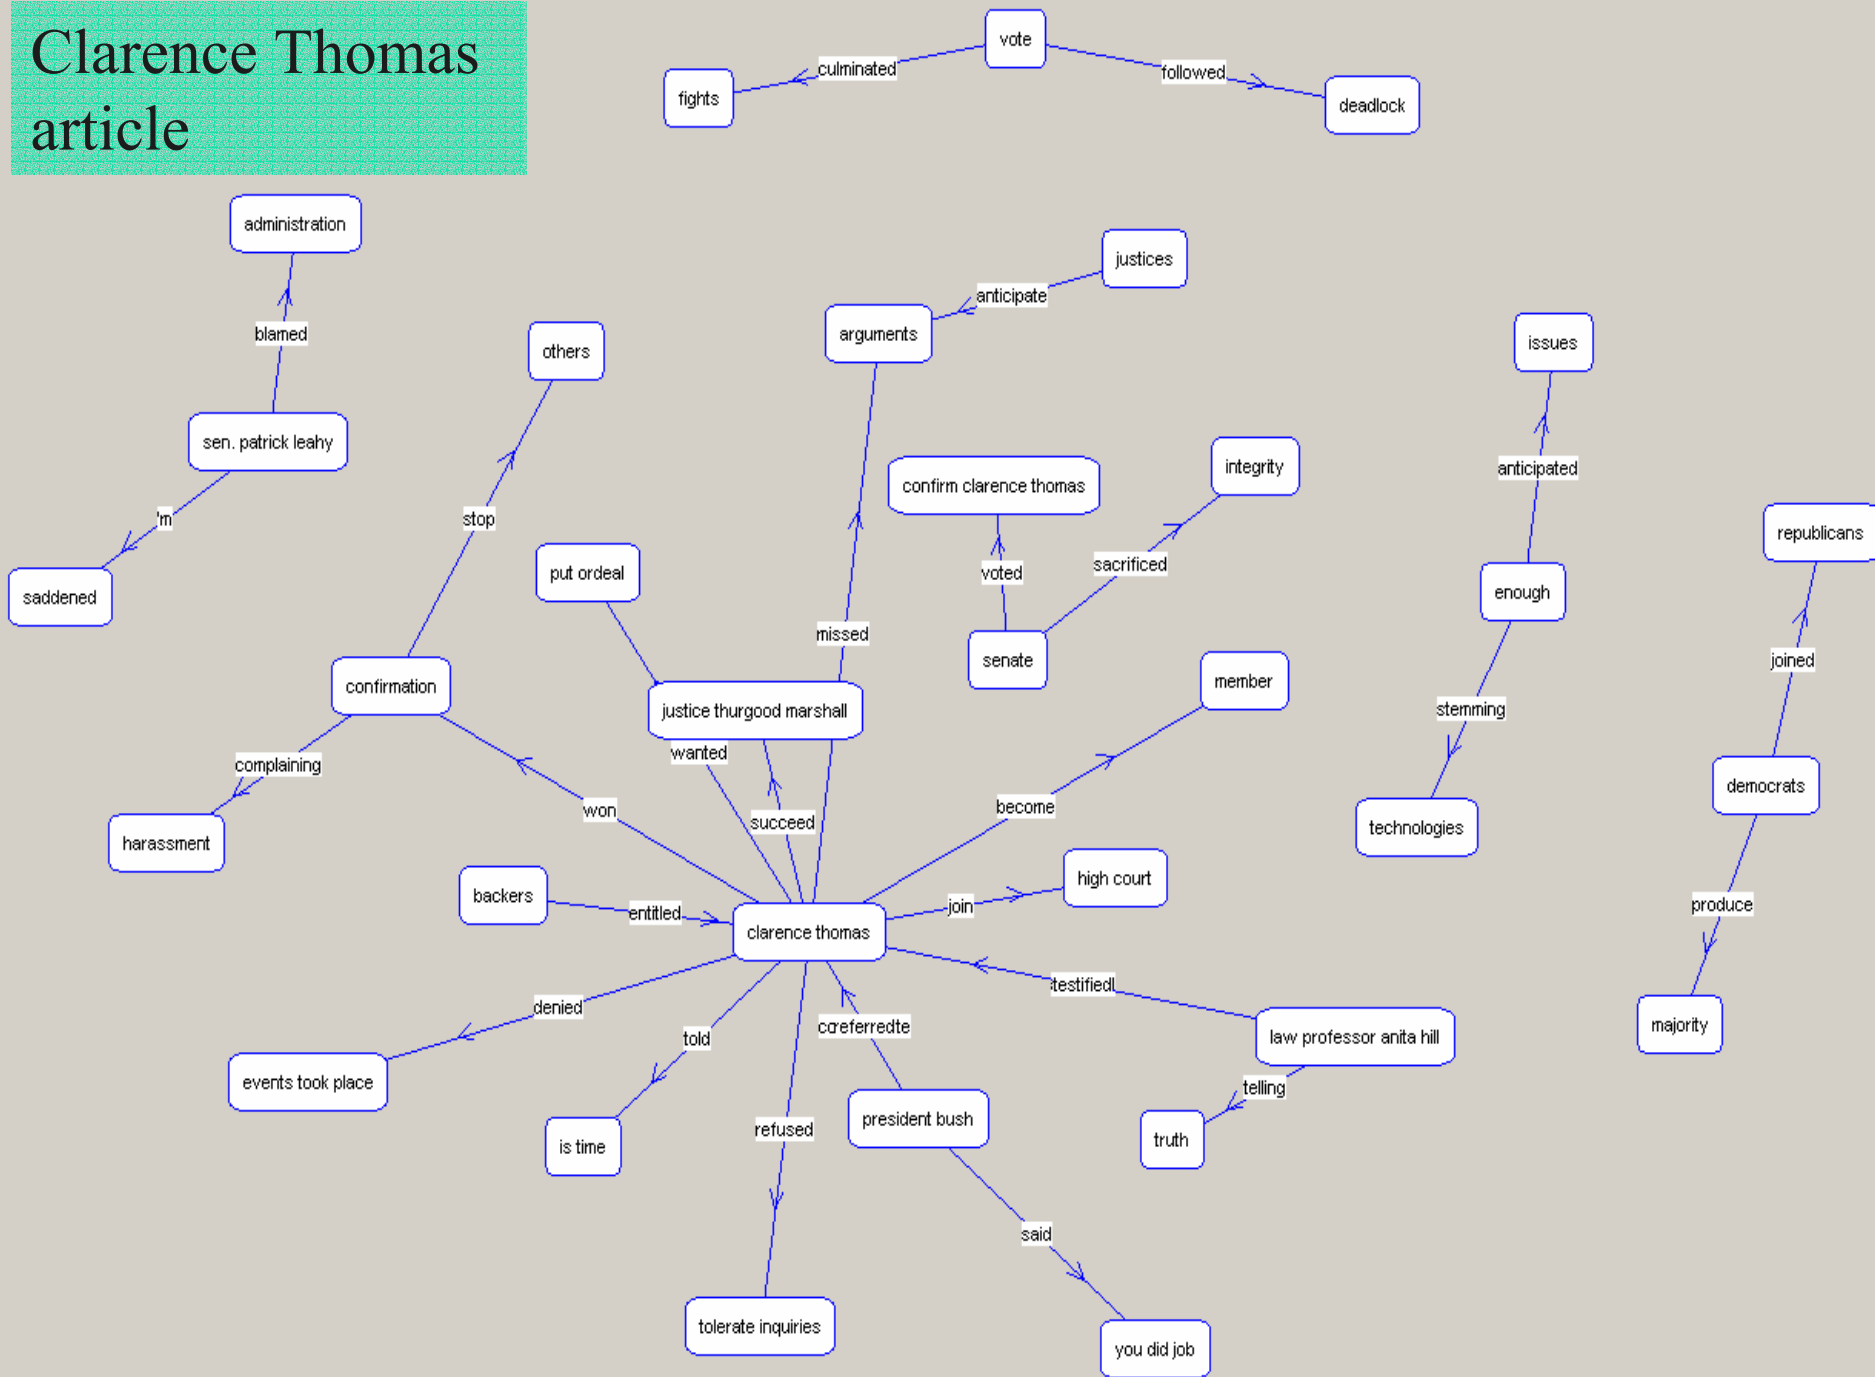 Clarence Thomas
article
vote
culminated
followed
fights
deadlock
administration
justices
anticipate
blamed
arguments
issues
others
sen. patrick leahy
integrity
anticipated
confirm clarence thomas
'm
stop
republicans
put ordeal
voted
sacrificed
saddened
enough
missed
senate
joined
confirmation
member
justice thurgood marshall
stemming
wanted
complaining
democrats
become
won
succeed
harassment
technologies
high court
backers
entitled
join
produce
clarence thomas
testified
denied
told
majority
law professor anita hill
events took place
telling
president bush
refused
truth
is time
said
tolerate inquiries
you did job